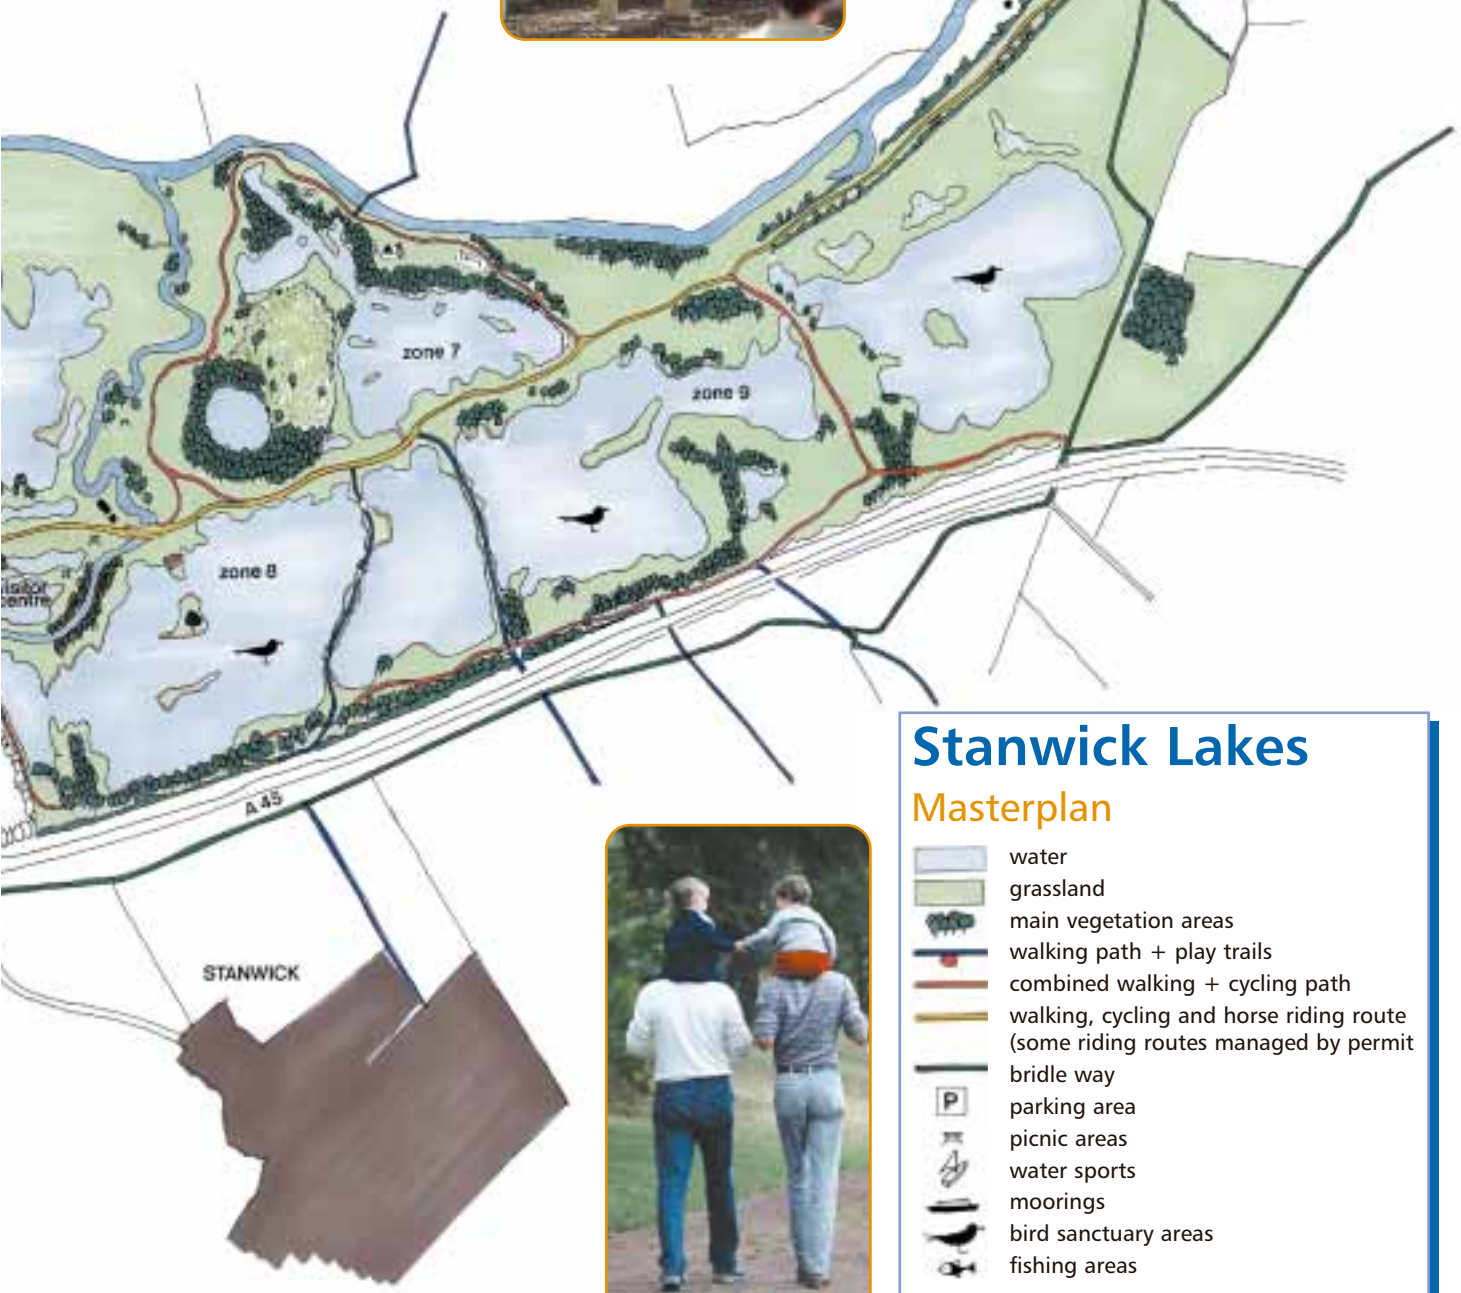 zone 7
zone 9
zone 8
visitor
centre
A 45
STANWICK
Stanwick Lakes
Masterplan
water
grassland
main vegetation areas
walking path + play trails
combined walking + cycling path
walking, cycling and horse riding route
(some riding routes managed by permit
bridle way
P parking area
picnic areas
water sports
moorings
bird sanctuary areas
fishing areas